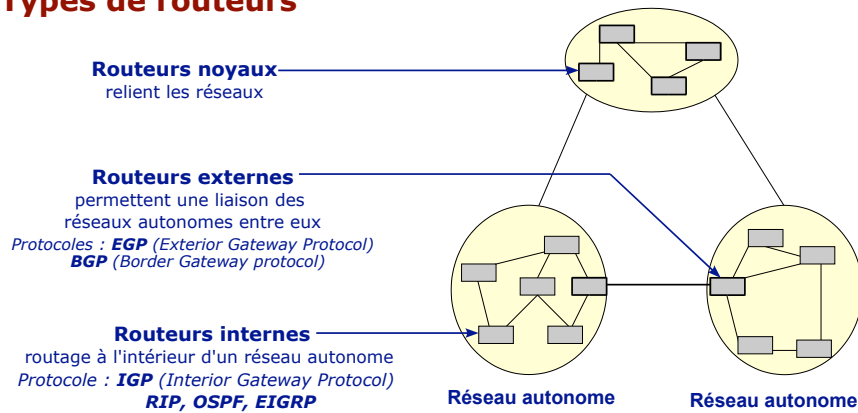 Types de routeurs
Routeurs noyaux
relient les réseaux
Routeurs externes
permettent une liaison des
réseaux autonomes entre eux
Protocoles : EGP (Exterior Gateway Protocol)
BGP (Border Gateway protocol)
Routeurs internes
routage à l'intérieur d'un réseau autonome
Protocole : IGP (Interior Gateway Protocol)
RIP, OSPF, EIGRP
Réseau autonome
Réseau autonome